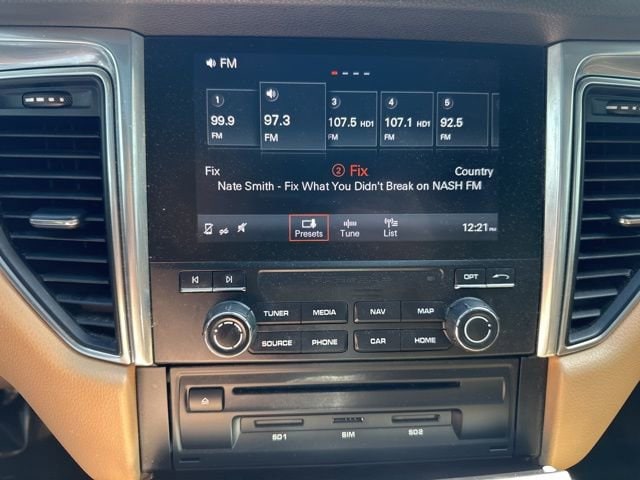 FM
1 2 3 4 5
99.9 97.3 107.5 HD1 107.1 HD1 92.5
FM FM FM FM FM
Fix ② Fix Country
Nate Smith - Fix What You Didn't Break on NASH FM
Presets Tune List 12:21 PM
OPT
TUNER MEDIA NAV MAP
SOURCE PHONE CAR HOME
SD1 SIM SD2